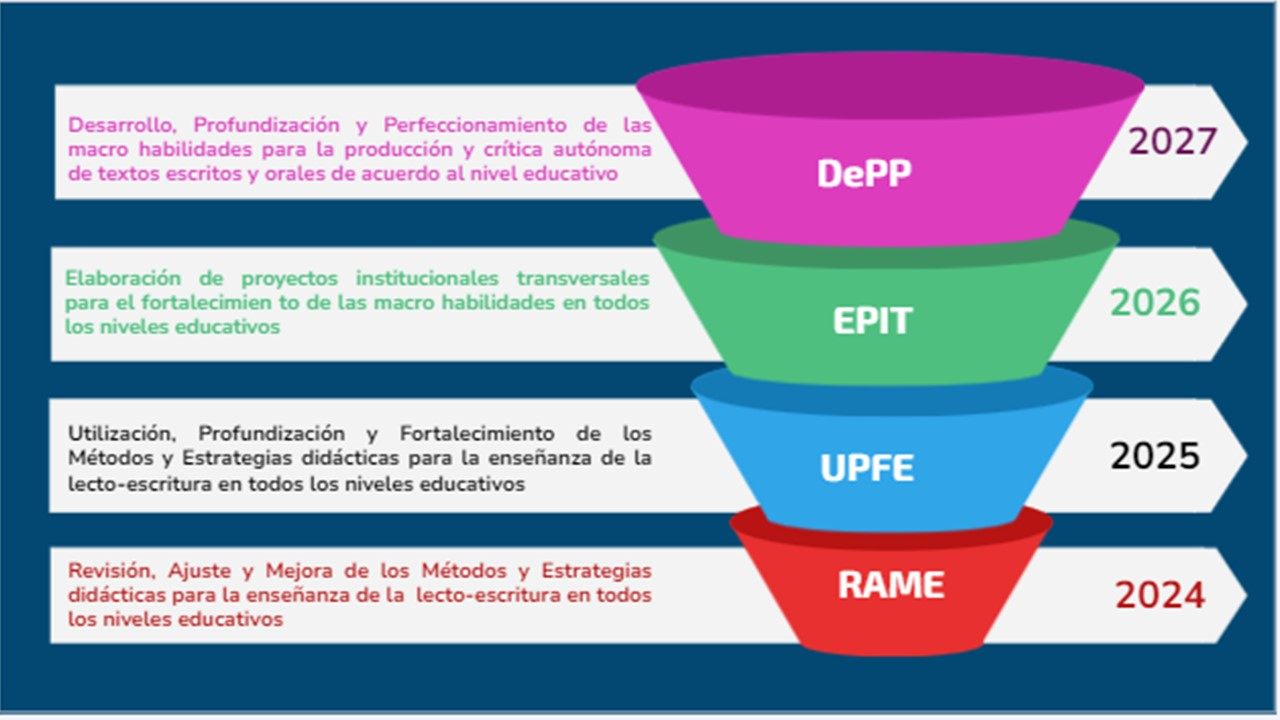 Desarrollo, Profundización y Perfeccionamiento de las
macro habilidades para la producción y crítica autónoma
de textos escritos y orales de acuerdo al nivel educativo
DePP
2027
Elaboración de proyectos institucionales transversales
para el fortalecimien to de las macro habilidades en todos
los niveles educativos
EPIT
2026
Utilización, Profundización y Fortalecimiento de los
Métodos y Estrategias didácticas para la enseñanza de la
lecto-escritura en todos los niveles educativos
UPFE
2025
Revisión, Ajuste y Mejora de los Métodos y Estrategias
didácticas para la enseñanza de la lecto-escritura en todos
los niveles educativos
RAME
2024